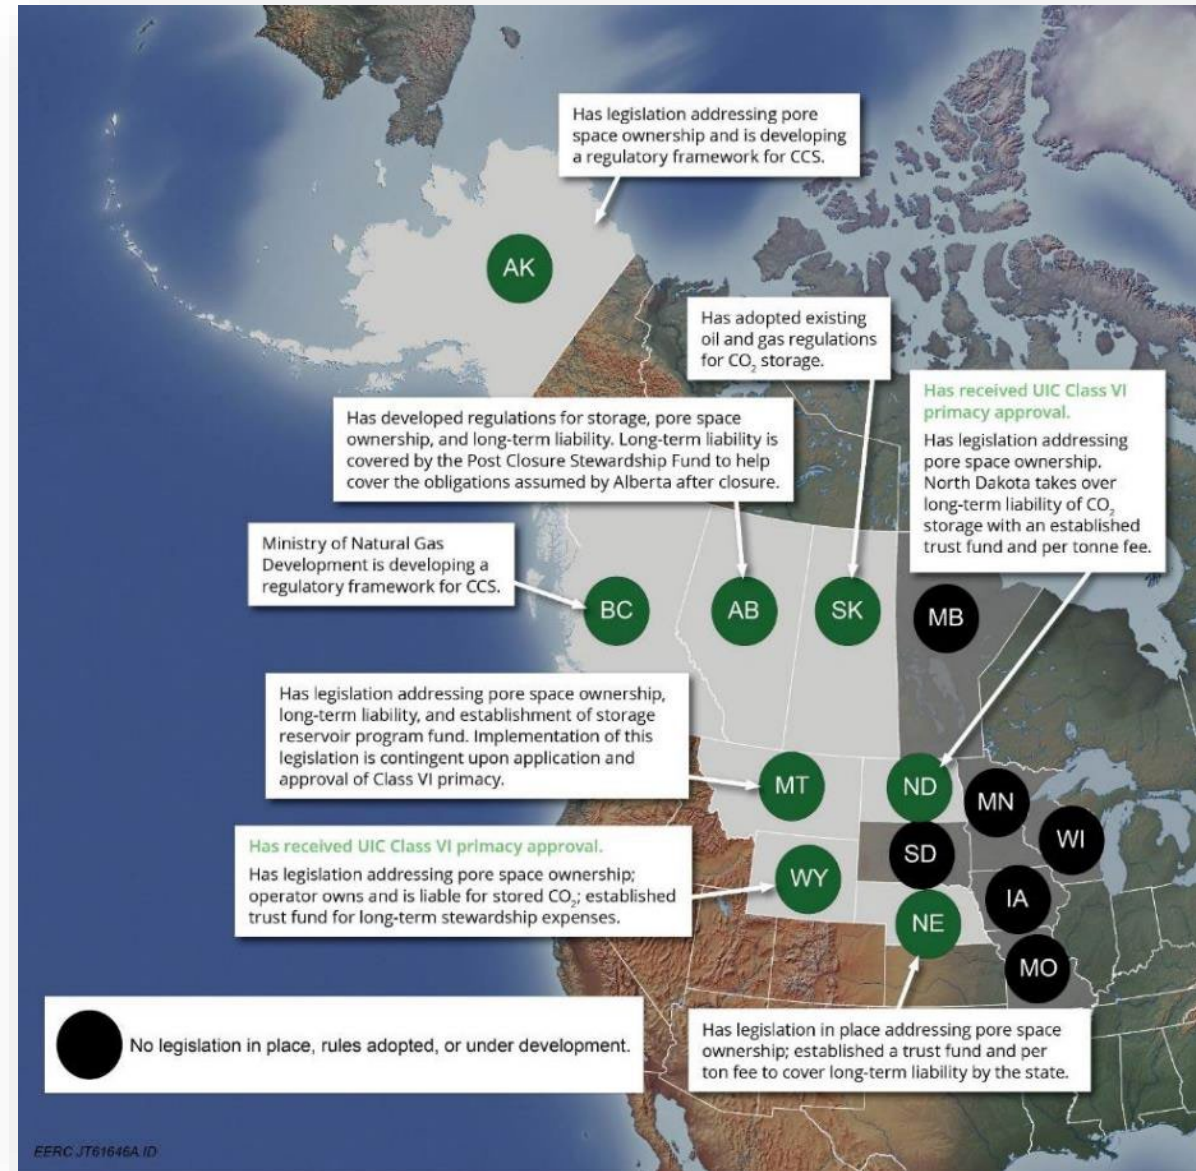 Has legislation addressing pore
space ownership and is developing
a regulatory framework for CCS.
AK
Has adopted existing
oil and gas regulations
for CO₂ storage.
Has received UIC Class VI
primacy approval.
Has legislation addressing
pore space ownership.
North Dakota takes over
long-term liability of CO₂
storage with an established
trust fund and per tonne fee.
Has developed regulations for storage, pore space
ownership, and long-term liability. Long-term liability is
covered by the Post Closure Stewardship Fund to help
cover the obligations assumed by Alberta after closure.
Ministry of Natural Gas
Development is developing a
regulatory framework for CCS.
BC
AB
SK
MB
Has legislation addressing pore space ownership,
long-term liability, and establishment of storage
reservoir program fund. Implementation of this
legislation is contingent upon application and
approval of Class VI primacy.
MT
ND
MN
WI
SD
Has received UIC Class VI primacy approval.
Has legislation addressing pore space ownership;
operator owns and is liable for stored CO₂; established
trust fund for long-term stewardship expenses.
WY
IA
NE
MO
No legislation in place, rules adopted, or under development.
Has legislation in place addressing pore space
ownership; established a trust fund and per
ton fee to cover long-term liability by the state.
EERC JT61646A.ID